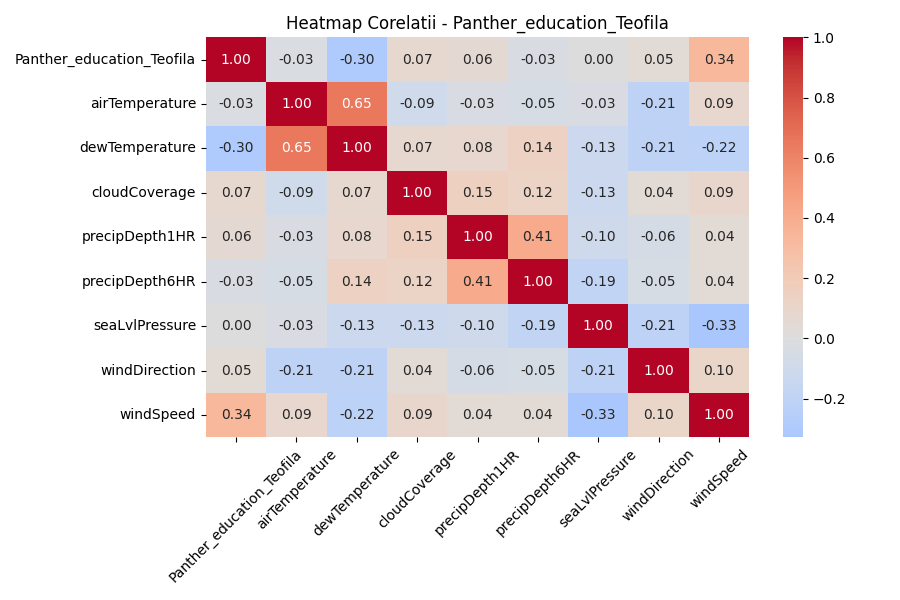 Heatmap Corelatii - Panther_education_Teofila
Panther_education_Teofila 1.00 -0.03 -0.30 0.07 0.06 -0.03 0.00 0.05 0.34
airTemperature -0.03 1.00 0.65 -0.09 -0.03 -0.05 -0.03 -0.21 0.09
dewTemperature -0.30 0.65 1.00 0.07 0.08 0.14 -0.13 -0.21 -0.22
cloudCoverage 0.07 -0.09 0.07 1.00 0.15 0.12 -0.13 0.04 0.09
precipDepth1HR 0.06 -0.03 0.08 0.15 1.00 0.41 -0.10 -0.06 0.04
precipDepth6HR -0.03 -0.05 0.14 0.12 0.41 1.00 -0.19 -0.05 0.04
seaLvlPressure 0.00 -0.03 -0.13 -0.13 -0.10 -0.19 1.00 -0.21 -0.33
windDirection 0.05 -0.21 -0.21 0.04 -0.06 -0.05 -0.21 1.00 0.10
windSpeed 0.34 0.09 -0.22 0.09 0.04 0.04 -0.33 0.10 1.00
Panther_education_Teofila
airTemperature
dewTemperature
cloudCoverage
precipDepth1HR
precipDepth6HR
seaLvlPressure
windDirection
windSpeed
1.0
0.8
0.6
0.4
0.2
0.0
−0.2